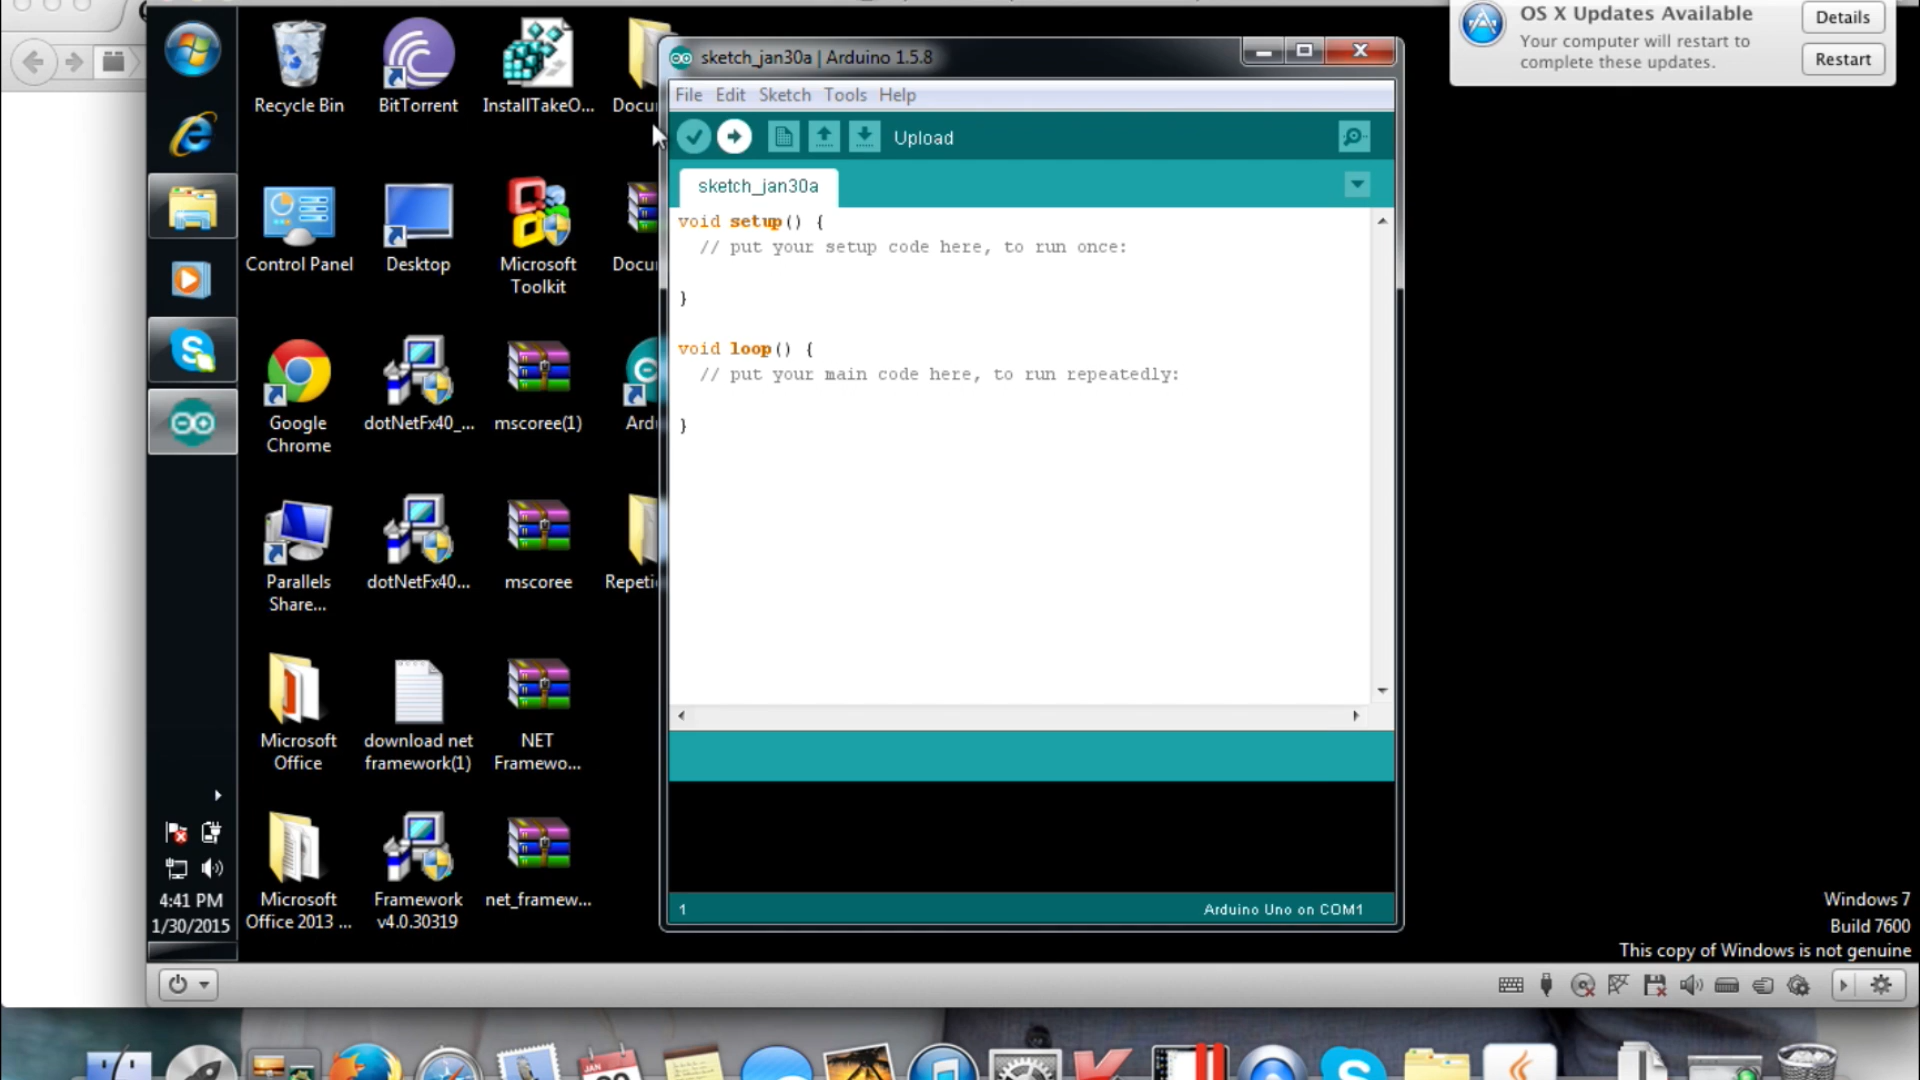 OS X Updates Available
Your computer will restart to
complete these updates.
Details
Restart
Recycle Bin
BitTorrent
InstallTakeO...
Control Panel
Desktop
Microsoft
Toolkit
Google
Chrome
dotNetFx40_...
mscoree(1)
Parallels
Share...
dotNetFx40...
mscoree
Microsoft
Office
download net
framework(1)
NET
Framewo...
Microsoft
Office 2013 ...
Framework
v4.0.30319
net_framew...
Docu
Docu
Ard
Repeti
4:41 PM
1/30/2015
sketch_jan30a | Arduino 1.5.8
File Edit Sketch Tools Help
Upload
sketch_jan30a
void setup() {
// put your setup code here, to run once:
}
void loop() {
// put your main code here, to run repeatedly:
}
1
Arduino Uno on COM1
Windows 7
Build 7600
This copy of Windows is not genuine
JAN